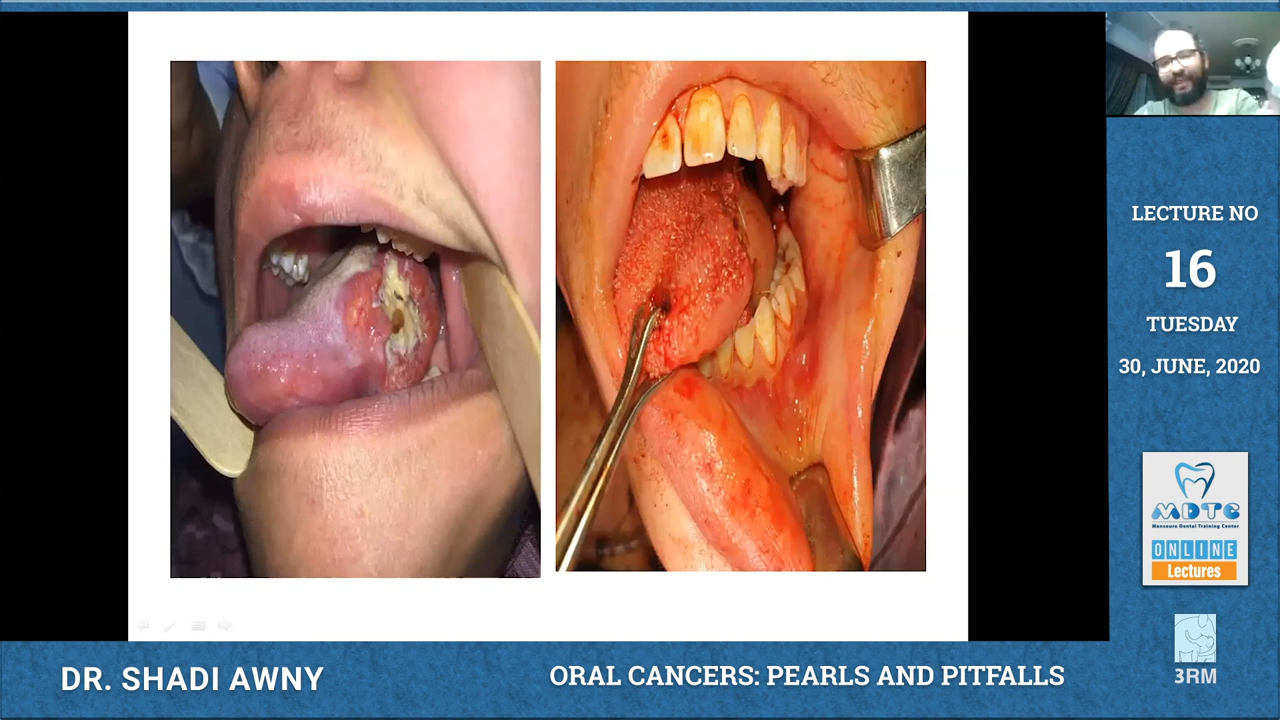 LECTURE NO
16
TUESDAY
30, JUNE, 2020
MDTC
Mansoura Dental Training Center
ONLINE
Lectures
3RM
DR. SHADI AWNY
ORAL CANCERS: PEARLS AND PITFALLS